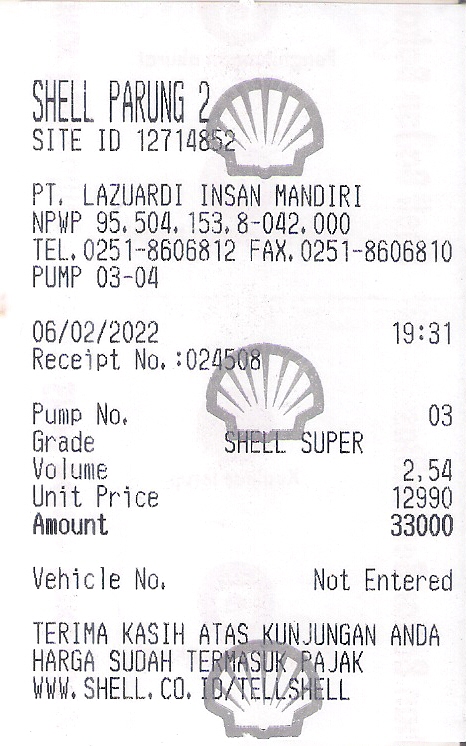 SHELL PARUNG 2
SITE ID 12714852
PT. LAZUARDI INSAN MANDIRI
NPWP 95.504.153.8-042.000
TEL.0251-8606812 FAX.0251-8606810
PUMP 03-04
06/02/2022 19:31
Receipt No.:024508
Pump No. 03
Grade SHELL SUPER
Volume 2,54
Unit Price 12990
Amount 33000
Vehicle No. Not Entered
TERIMA KASIH ATAS KUNJUNGAN ANDA
HARGA SUDAH TERMASUK PAJAK
WWW.SHELL.CO.ID/TELLSHELL